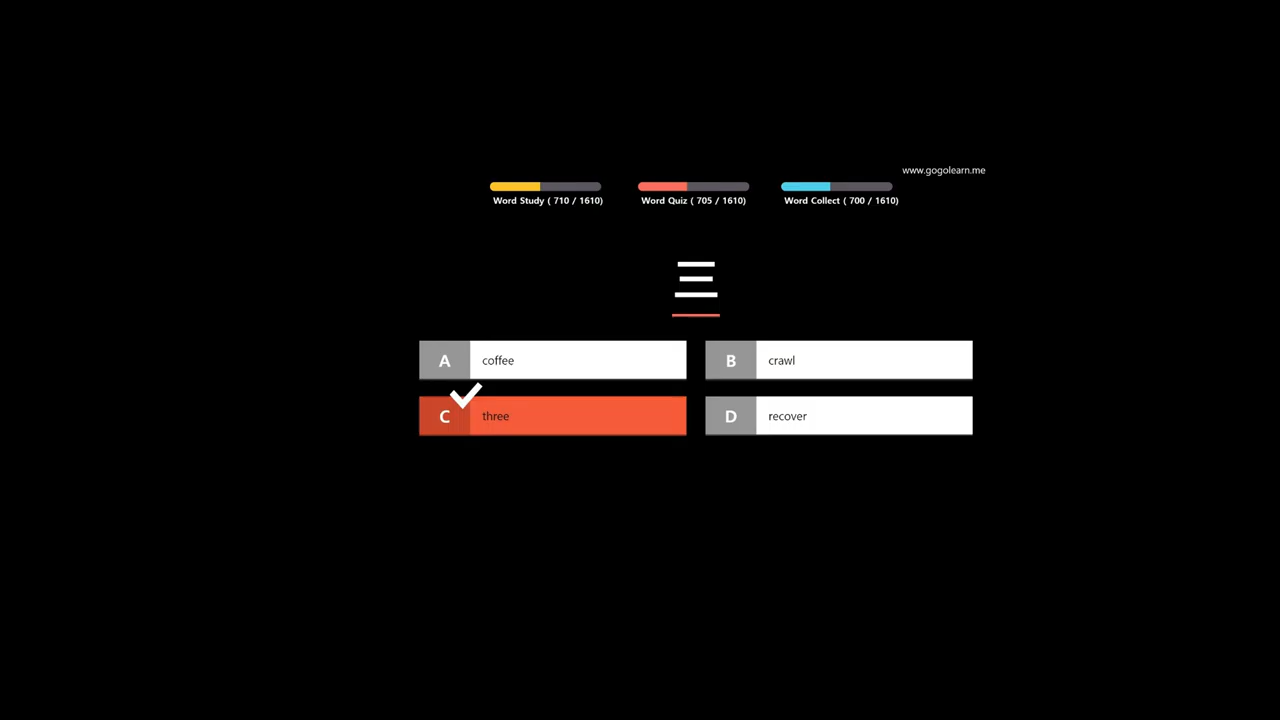 www.gogolearn.me
Word Study ( 710 / 1610)
Word Quiz ( 705 / 1610)
Word Collect ( 700 / 1610)
三
A coffee
B crawl
C three
D recover